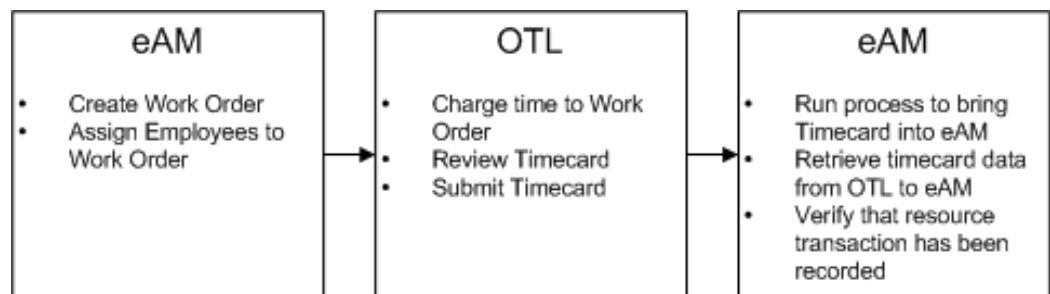 eAM
• Create Work Order
• Assign Employees to
Work Order
OTL
• Charge time to Work
Order
• Review Timecard
• Submit Timecard
eAM
• Run process to bring
Timecard into eAM
• Retrieve timecard data
from OTL to eAM
• Verify that resource
transaction has been
recorded